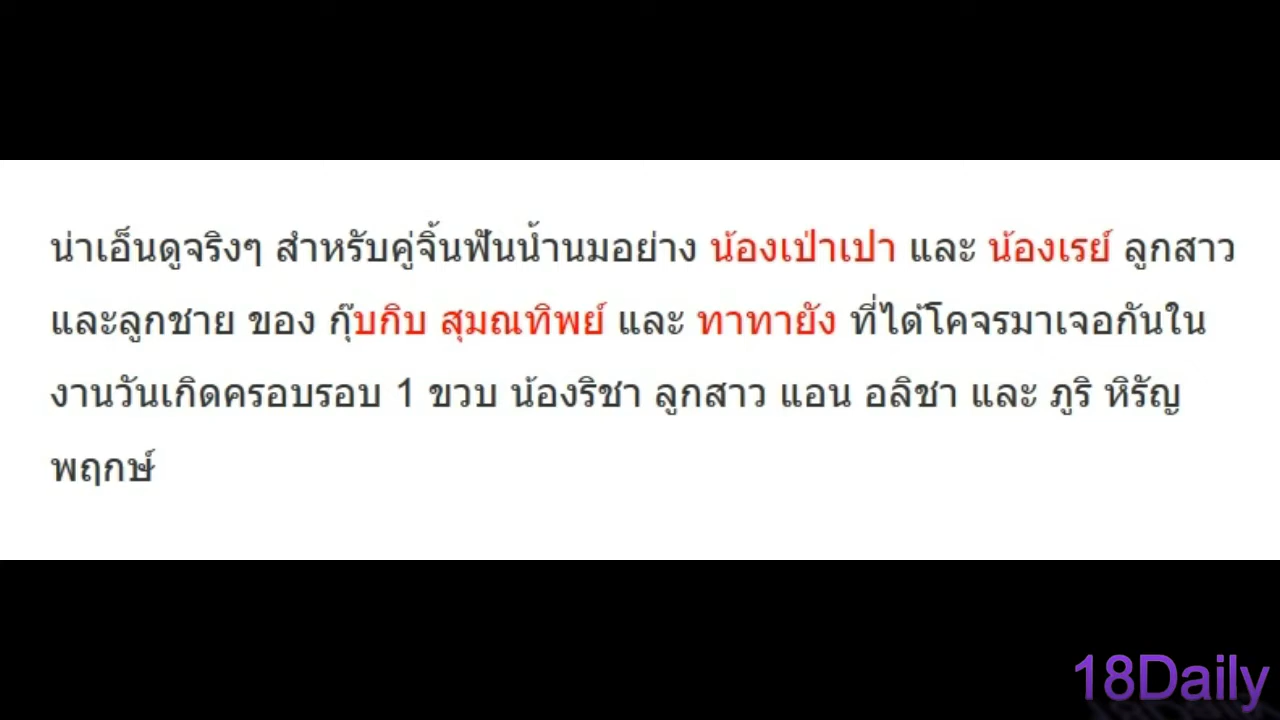 น่าเอ็นดูจริงๆ สำหรับคู่จิ้นฟันน้ำนมอย่าง น้องเป่าเปา และ น้องเรย์ ลูกสาว
และลูกชาย ของ กุ๊บกิบ สุมณทิพย์ และ ทาทายัง ที่ได้โคจรมาเจอกันใน
งานวันเกิดครอบรอบ 1 ขวบ น้องริชา ลูกสาว แอน อลิชา และ ภูริ หิรัญ
พฤกษ์
18Daily